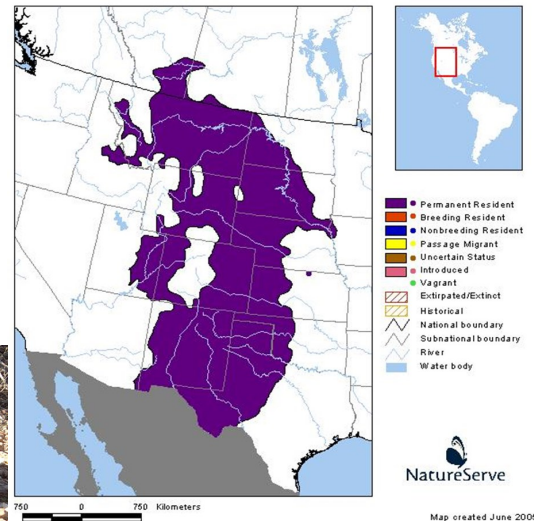 Permanent Resident
Breeding Resident
Nonbreeding Resident
Passage Migrant
Uncertain Status
Introduced
Vagrant
Extirpated/Extinct
Historical
National boundary
Subnational boundary
River
Water body
NatureServe
750 0 750 Kilometers
Map created June 2009